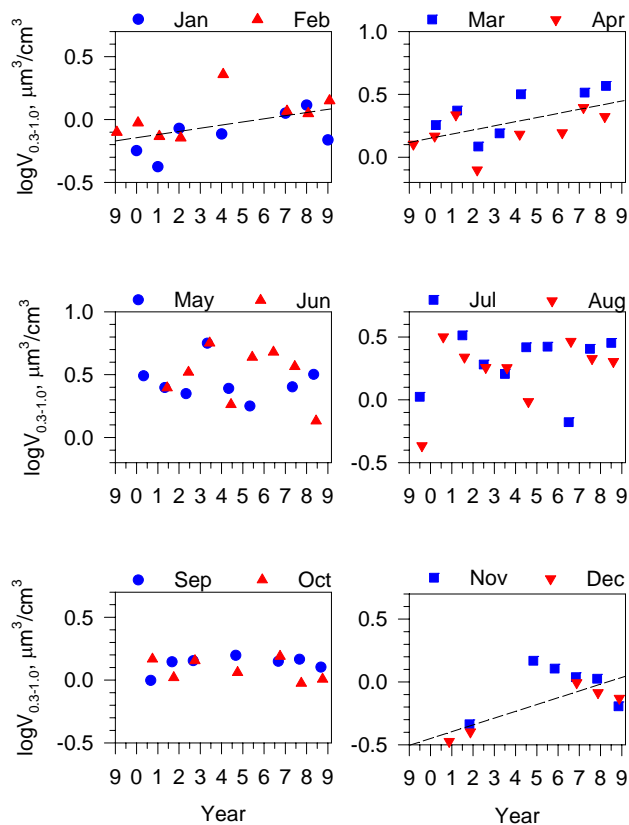 Jan Feb Mar Apr
logV0.3-1.0, μm³/cm³
0.5 1.0
0.0 0.5
-0.5 0.0
9 0 1 2 3 4 5 6 7 8 9 9 0 1 2 3 4 5 6 7 8 9
May Jun Jul Aug
logV0.3-1.0, μm³/cm³
1.0 0.5
0.5 0.0
0.0 -0.5
9 0 1 2 3 4 5 6 7 8 9 9 0 1 2 3 4 5 6 7 8 9
Sep Oct Nov Dec
logV0.3-1.0, μm³/cm³
0.5 0.5
0.0 0.0
-0.5 -0.5
9 0 1 2 3 4 5 6 7 8 9 9 0 1 2 3 4 5 6 7 8 9
Year Year